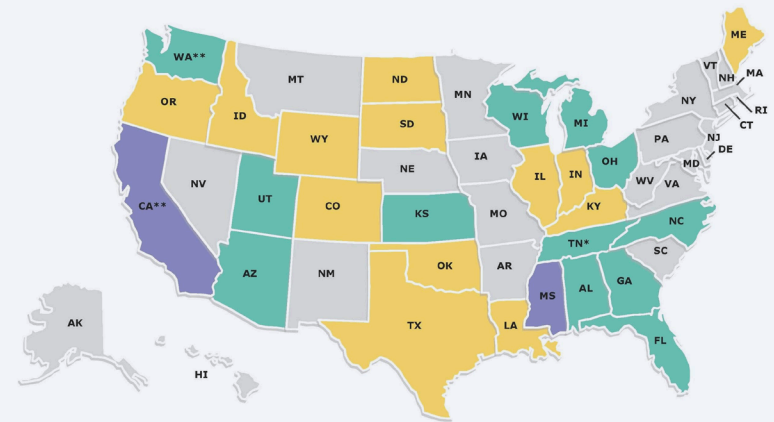 ME
WA**
VT
NH
MA
MT
ND
MN
OR
ID
WI
MI
NY
RI
CT
SD
WY
PA
NJ
IA
OH
DE
NE
IL
IN
MD
NV
WV
VA
UT
CO
KY
CA**
KS
MO
NC
TN*
SC
AZ
NM
OK
AR
GA
AL
MS
TX
LA
AK
FL
HI